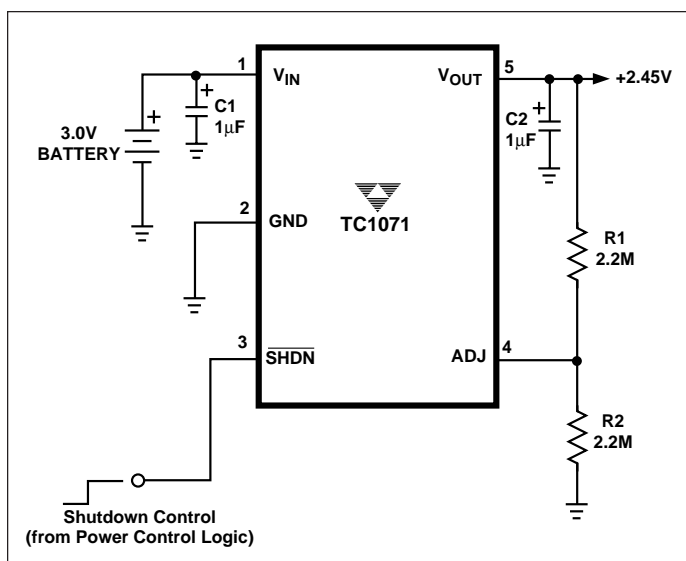 1
VIN
5
VOUT
+2.45V
+
C1
1µF
+
C2
1µF
+
3.0V
BATTERY
2
GND
TC1071
R1
2.2M
3
SHDN
ADJ
4
R2
2.2M
Shutdown Control
(from Power Control Logic)